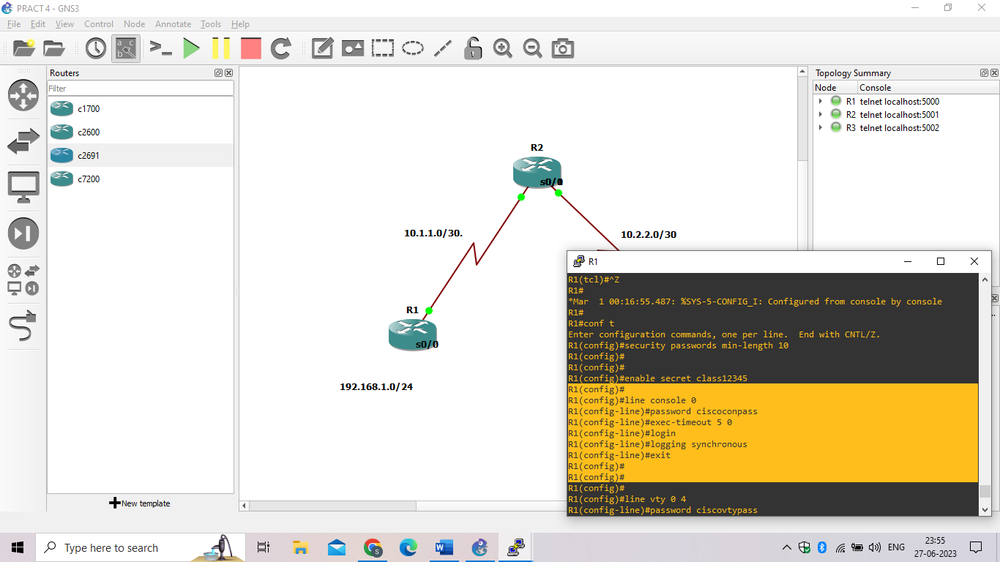 PRACT 4 - GNS3
File Edit View Control Node Annotate Tools Help
Routers
Filter
c1700
c2600
c2691
c7200
New template
R2
s0/0
10.1.1.0/30.
10.2.2.0/30
R1
s0/0
192.168.1.0/24
Topology Summary
Node Console
R1 telnet localhost:5000
R2 telnet localhost:5001
R3 telnet localhost:5002
R1
R1(tcl)#^Z
R1#
*Mar  1 00:16:55.487: %SYS-5-CONFIG_I: Configured from console by console
R1#
R1#conf t
Enter configuration commands, one per line.  End with CNTL/Z.
R1(config)#security passwords min-length 10
R1(config)#
R1(config)#
R1(config)#enable secret class12345
R1(config)#
R1(config)#line console 0
R1(config-line)#password ciscoconpass
R1(config-line)#exec-timeout 5 0
R1(config-line)#login
R1(config-line)#logging synchronous
R1(config-line)#exit
R1(config)#
R1(config)#
R1(config)#
R1(config)#line vty 0 4
R1(config-line)#password ciscovtypass
Type here to search
ENG
23:55
27-06-2023